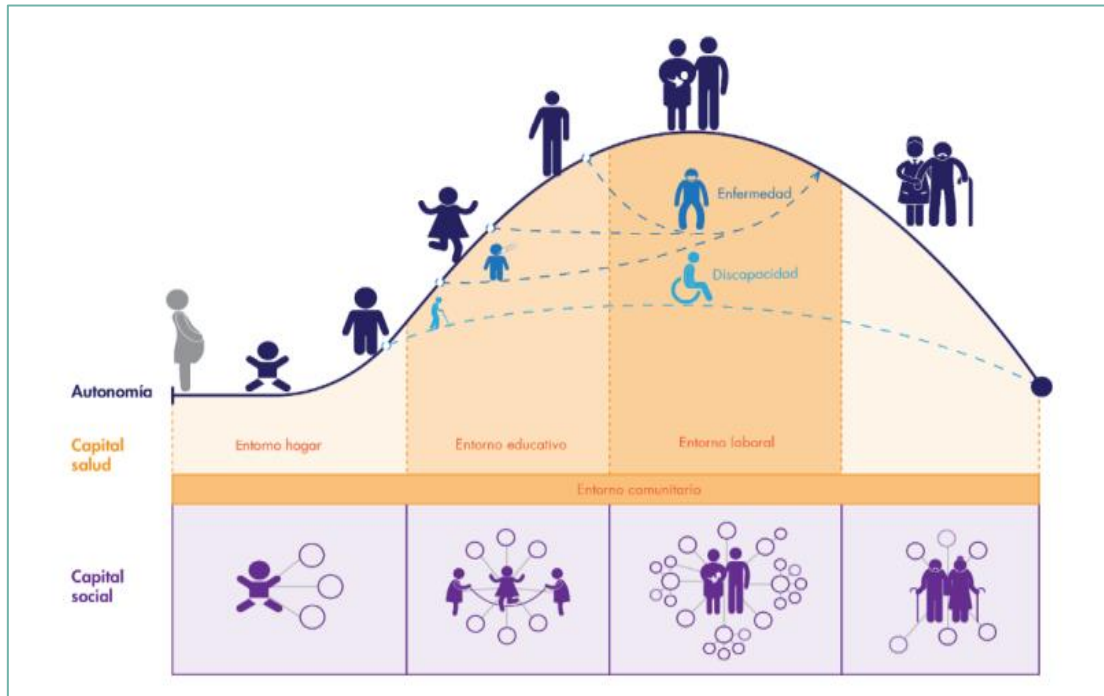 Enfermedad
Discapacidad
Autonomía
Capital
salud
Entorno hogar
Entorno educativo
Entorno laboral
Entorno comunitario
Capital
social